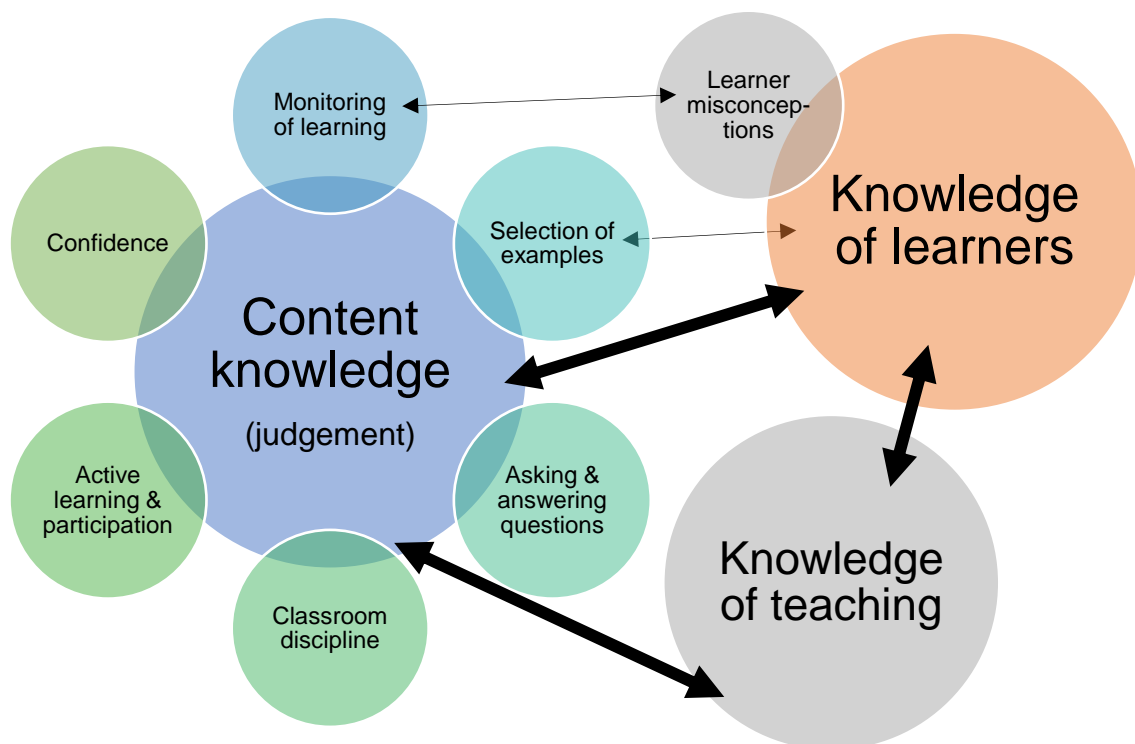 Monitoring
of learning
Learner
misconcep-
tions
Confidence
Selection of
examples
Knowledge
of learners
Content
knowledge
(judgement)
Active
learning &
participation
Asking &
answering
questions
Classroom
discipline
Knowledge
of teaching